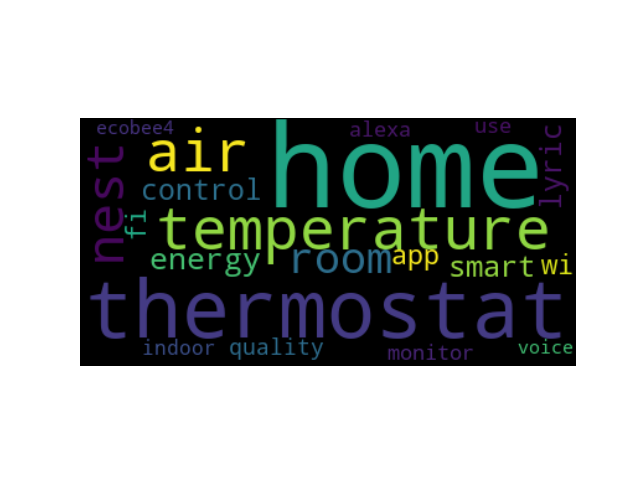 ecobee4
alexa
use
air
home
lyric
nest
control
fi
temperature
energy
room
app
smart
wi
thermostat
indoor
quality
monitor
voice